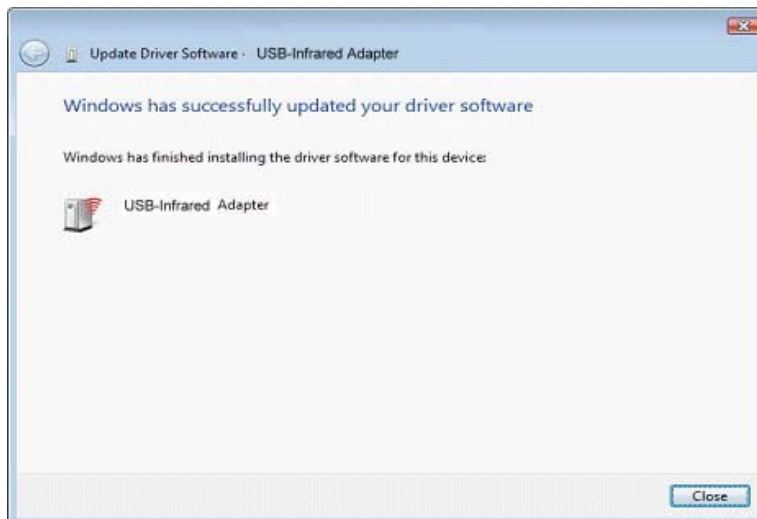 Update Driver Software - USB-Infrared Adapter
Windows has successfully updated your driver software
Windows has finished installing the driver software for this device:
USB-Infrared Adapter
Close